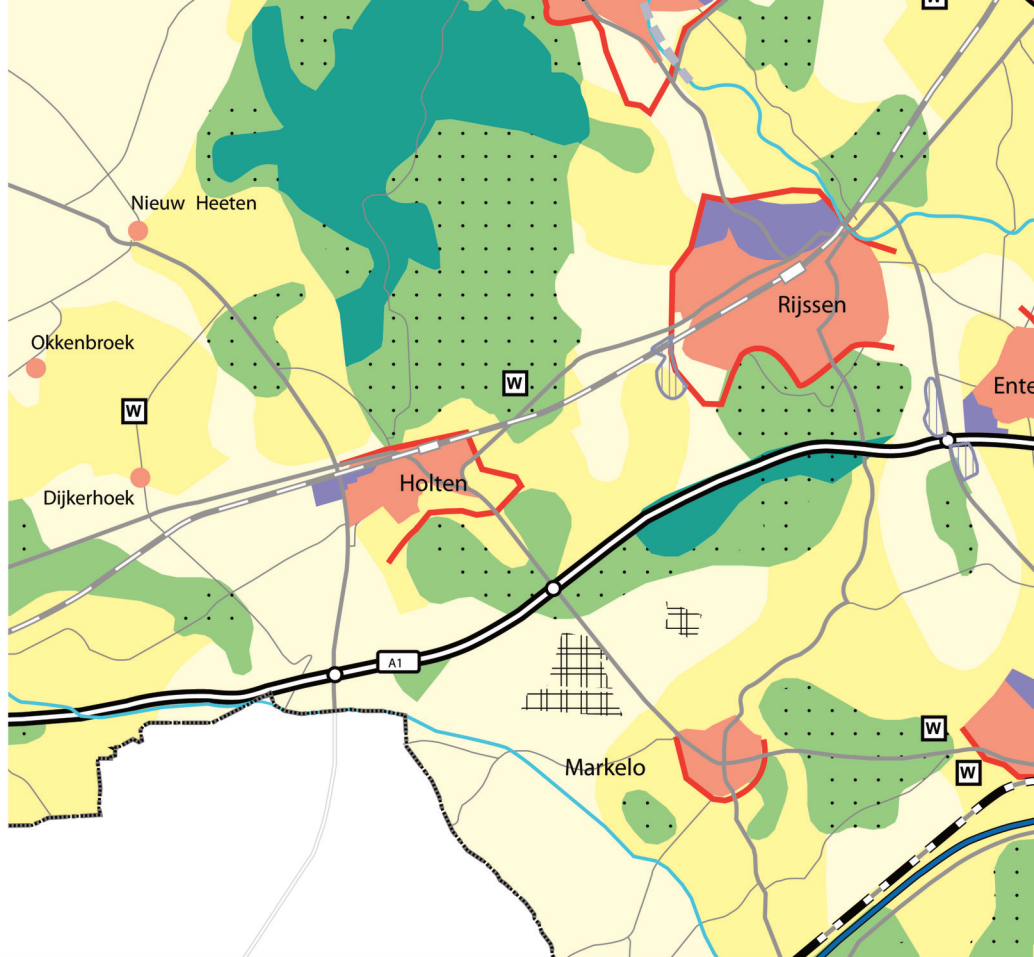 W
Nieuw Heeten
Rijssen
Okkenbroek
W
Ente
W
Holten
Dijkerhoek
A1
W
Markelo
W